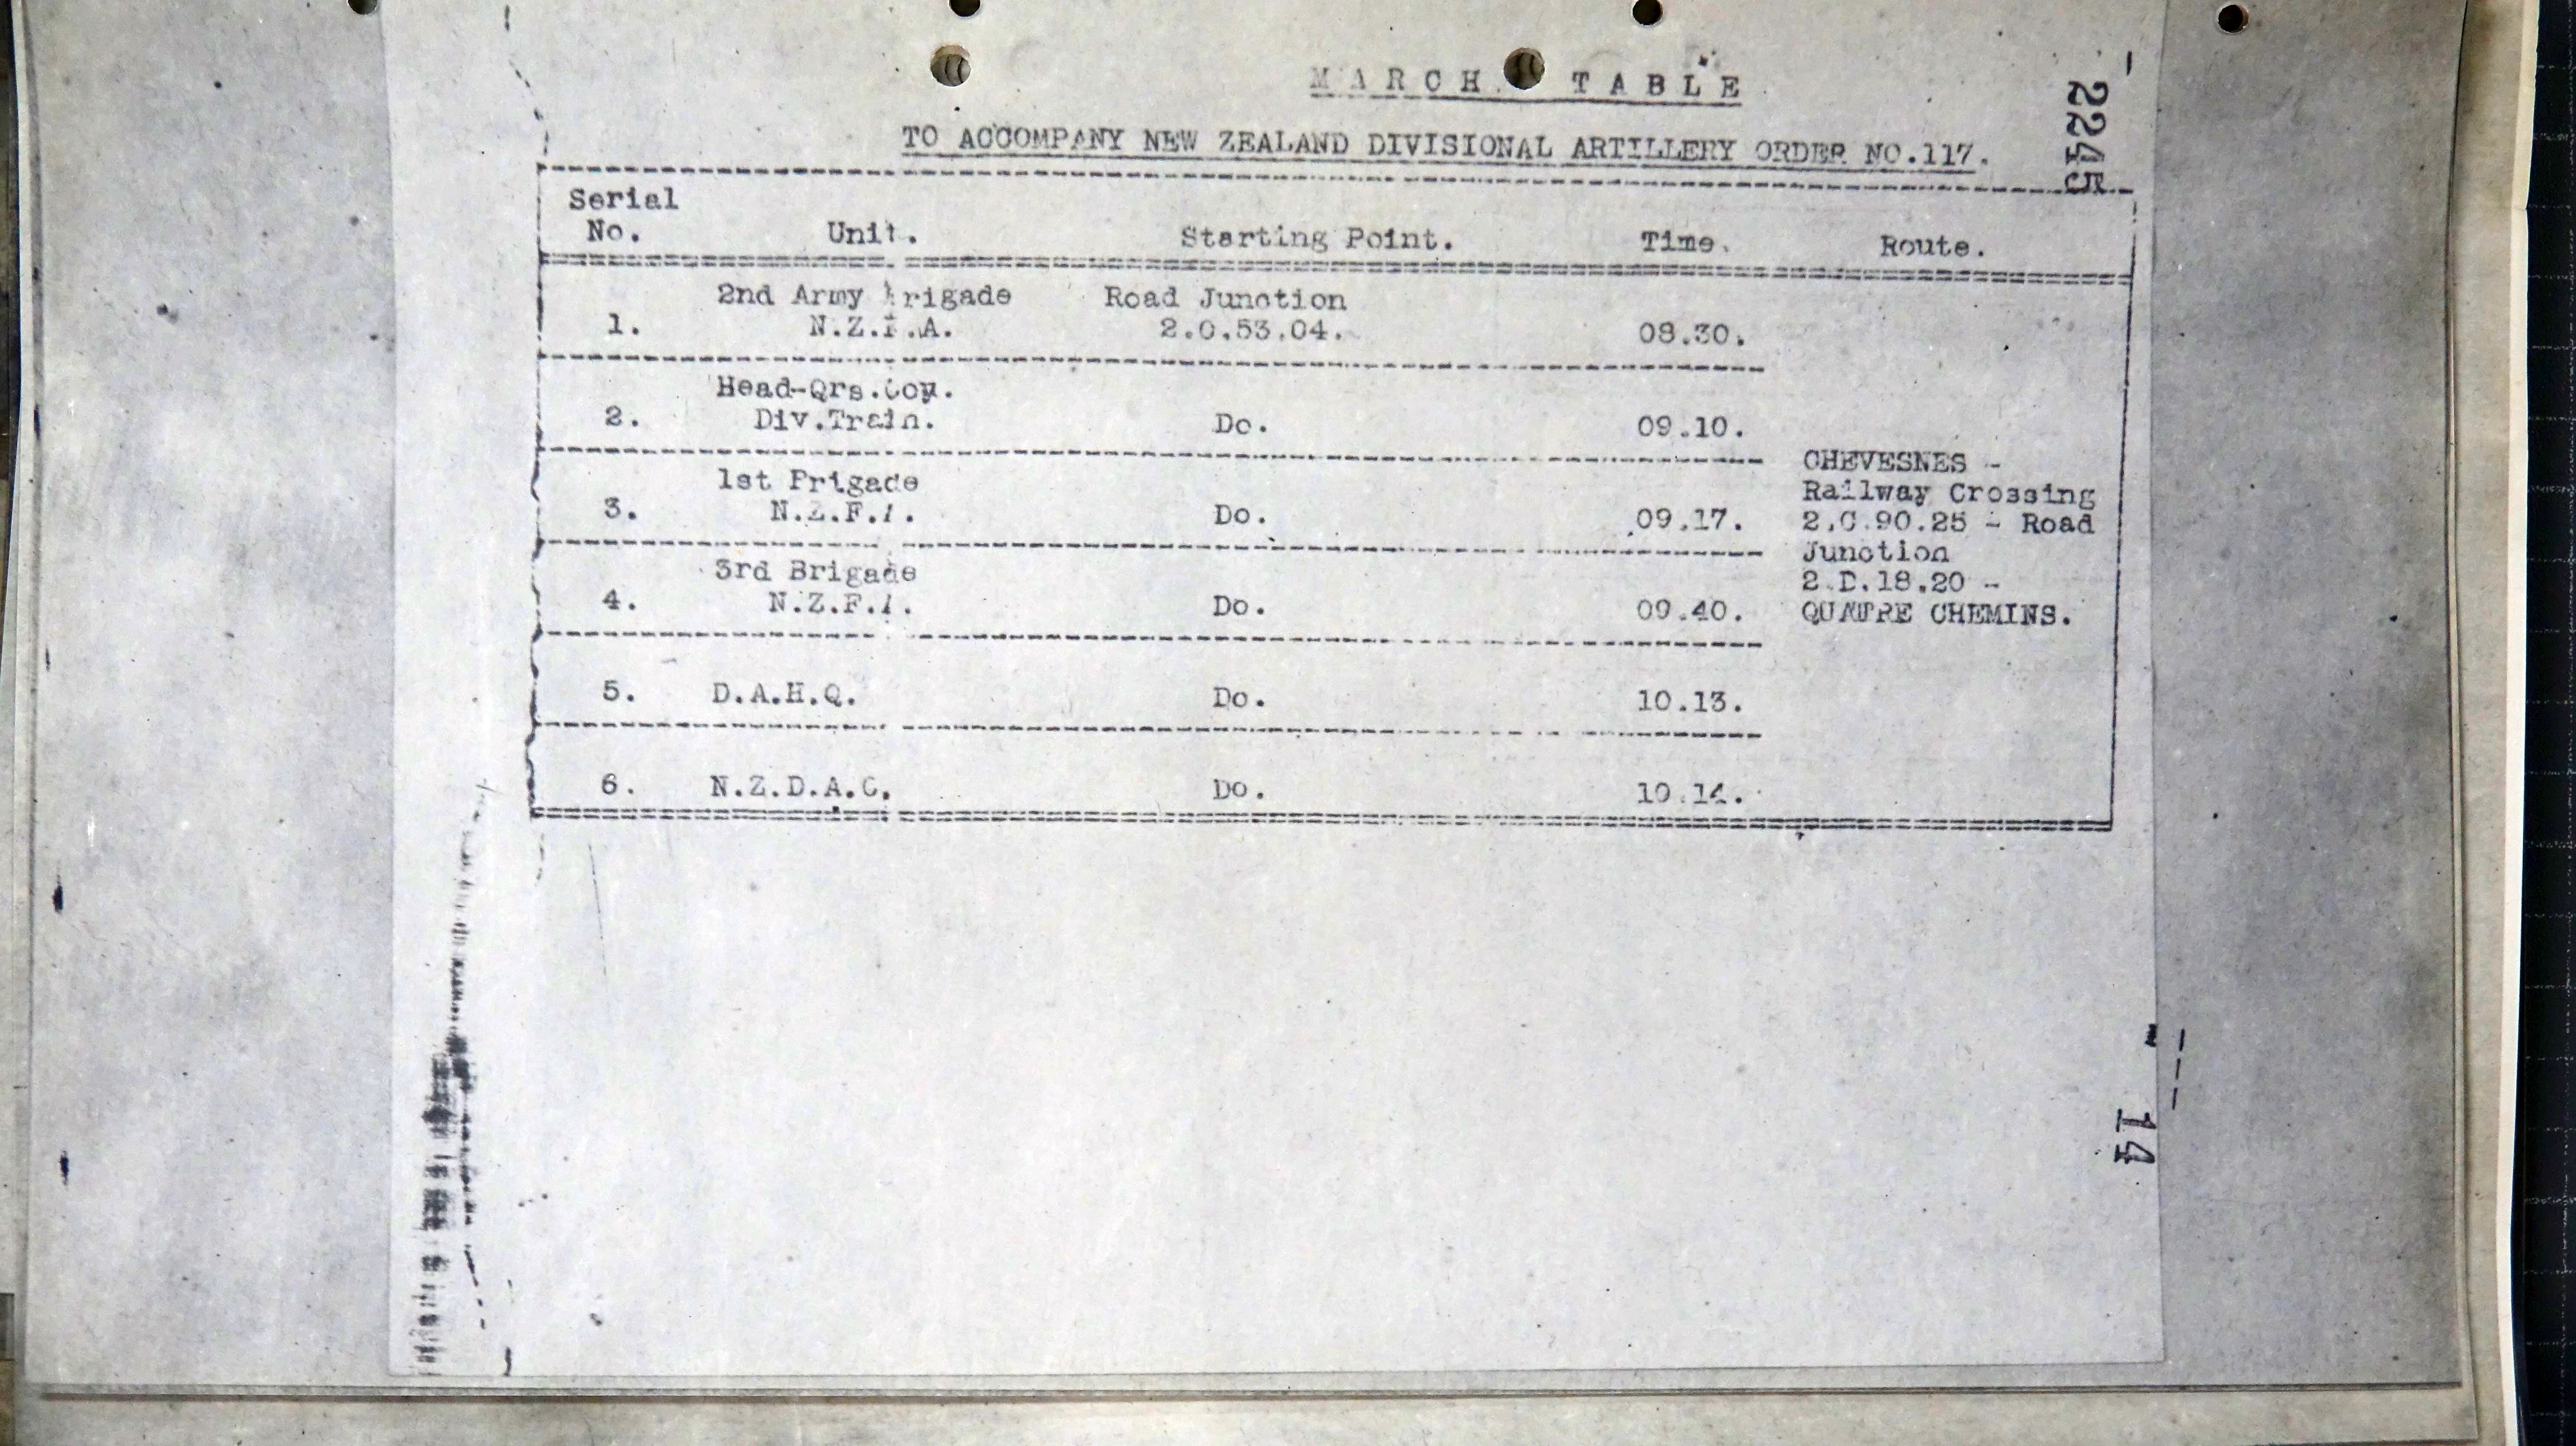 MARCH TABLE
TO ACCOMPANY NEW ZEALAND DIVISIONAL ARTILLERY ORDER NO.117.
2245
Serial
No. Unit. Starting Point. Time. Route.
2nd Army Brigade Road Junction
1. N.Z.F.A. 2.C.53.04. 08.30.
Head-Qrs.Coy.
2. Div.Train. Do. 09.10.
1st Brigade
3. N.Z.F.A. Do. 09.17.
3rd Brigade
4. N.Z.F.A. Do. 09.40.
5. D.A.H.Q. Do. 10.13.
6. N.Z.D.A.C. Do. 10.14.
CHEVESNES -
Railway Crossing
2.C.90.25 - Road
Junction
2.D.18.20 -
QUATRE CHEMINS.
14